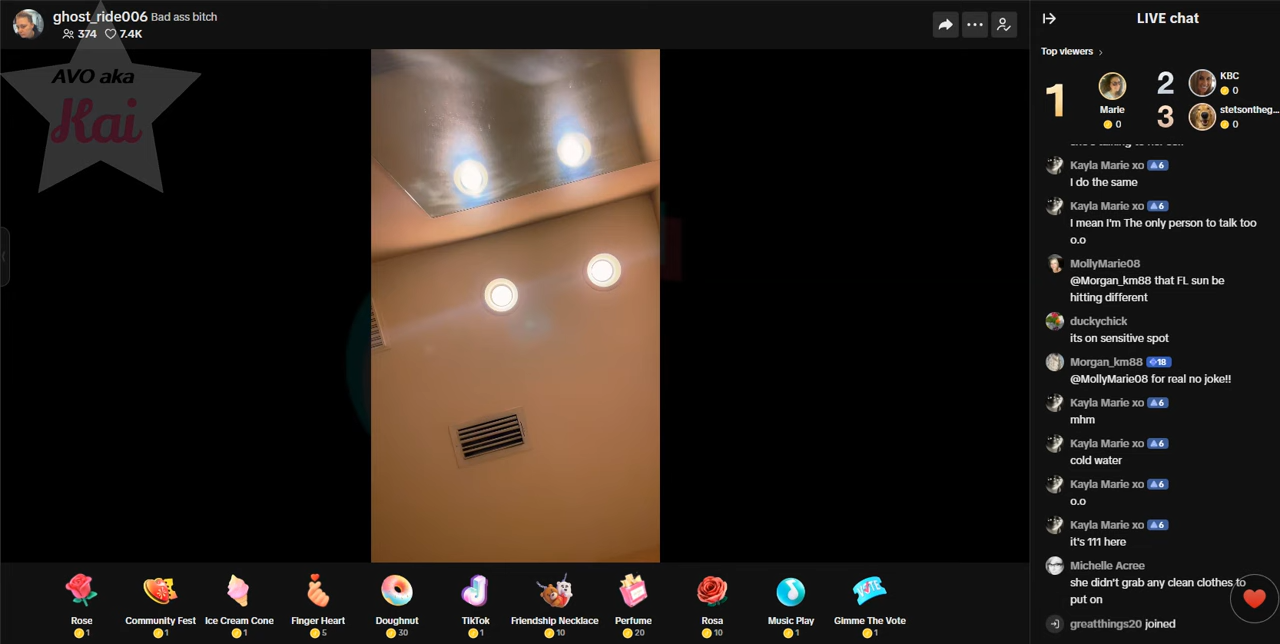 ghost_ride006 Bad ass bitch
374 7.4K
AVO aka
Kai
LIVE chat
Top viewers
1
Marie
0
2
KBC
0
3
stetsontheg...
0
Kayla Marie xo 6
I do the same
Kayla Marie xo 6
I mean I'm The only person to talk too
o.o
MollyMarie08
@Morgan_km88 that FL sun be
hitting different
duckychick
its on sensitive spot
Morgan_km88 18
@MollyMarie08 for real no joke!!
Kayla Marie xo 6
mhm
Kayla Marie xo 6
cold water
Kayla Marie xo 6
o.o
Kayla Marie xo 6
it's 111 here
Michelle Acree
she didn't grab any clean clothes to
put on
greatthings20 joined
Rose
1
Community Fest
1
Ice Cream Cone
1
Finger Heart
5
Doughnut
30
TikTok
1
Friendship Necklace
10
Perfume
20
Rosa
10
Music Play
1
VOTE
Gimme The Vote
1